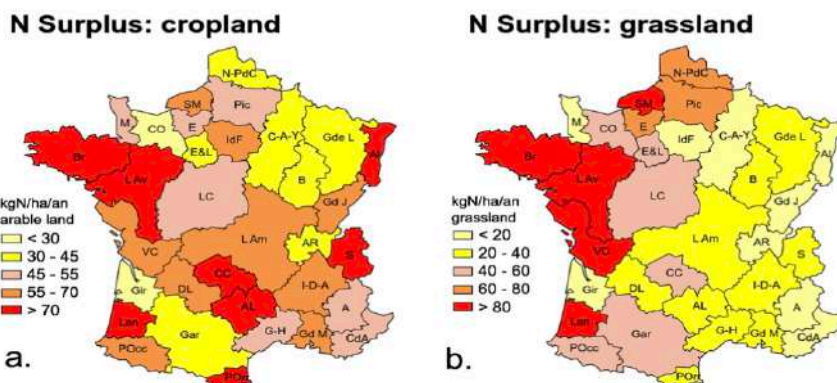 N Surplus: cropland
N-PdC
SM
Pic
M
CO
E
IdF
C-A-Y
Gde L
Al
E&L
B
Br
L Av
LC
Gd J
kgN/ha/an
arable land
< 30
30 - 45
45 - 55
55 - 70
> 70
VC
L Am
AR
S
CC
DL
I-D-A
Gir
AL
Lan
Gar
G-H
Gd M
A
CdA
POcc
POrr
a.
N Surplus: grassland
N-PdC
SM
Pic
M
CO
E
IdF
C-A-Y
Gde L
Al
E&L
B
Br
L Av
LC
Gd J
kgN/ha/an
grassland
< 20
20 - 40
40 - 60
60 - 80
> 80
VC
L Am
AR
S
CC
DL
I-D-A
Gir
AL
Lan
Gar
G-H
Gd M
A
CdA
POcc
b.